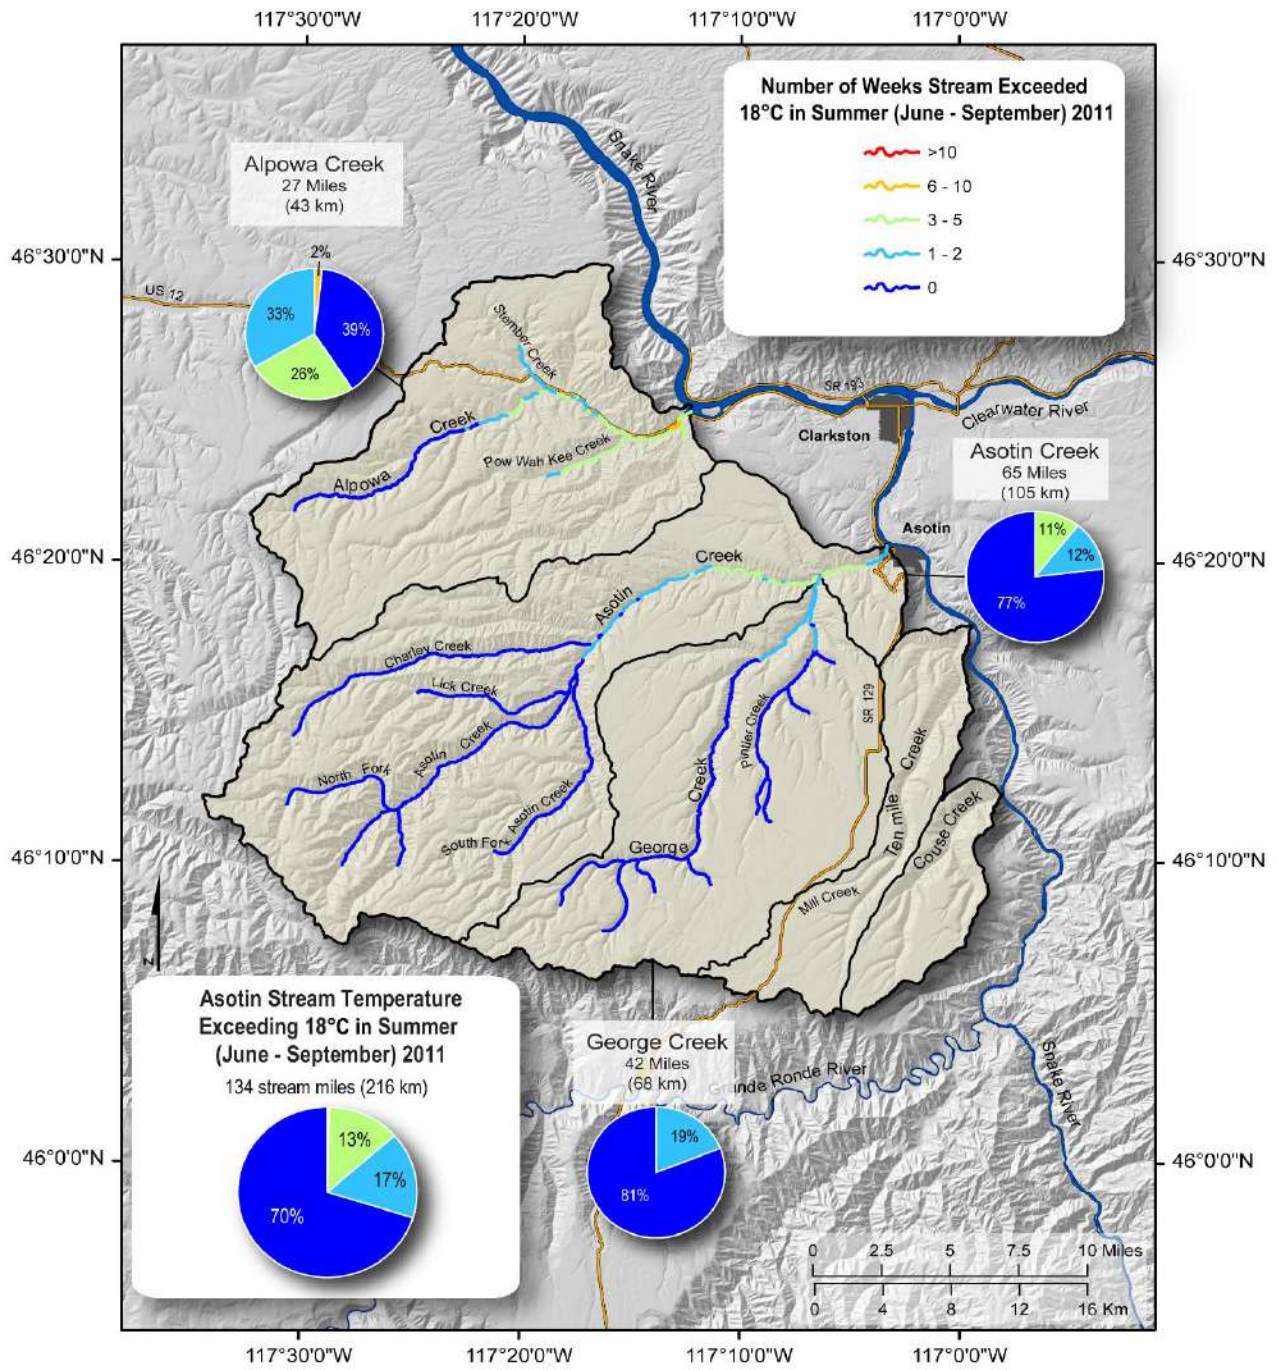 117°30'0"W
117°20'0"W
117°10'0"W
117°0'0"W
Number of Weeks Stream Exceeded
18°C in Summer (June - September) 2011
>10
6 - 10
3 - 5
1 - 2
0
Snake River
Alpowa Creek
27 Miles
(43 km)
2%
33%
39%
26%
46°30'0"N
46°30'0"N
US 12
Stember Creek
SR 193
Clearwater River
Clarkston
Creek
Pow Wah Kee Creek
Alpowa
Asotin Creek
65 Miles
(105 km)
11%
12%
77%
Asotin
46°20'0"N
46°20'0"N
Creek
Asotin
Charley Creek
Lick Creek
Asotin Creek
North Fork
South Fork Asotin Creek
Pintler Creek
SR 129
Creek
Creek
Ten mile
Couse Creek
George
Mill Creek
46°10'0"N
46°10'0"N
N
Asotin Stream Temperature
Exceeding 18°C in Summer
(June - September) 2011
134 stream miles (216 km)
13%
17%
70%
George Creek
42 Miles
(68 km)
19%
81%
Grande Ronde River
Snake River
46°0'0"N
46°0'0"N
0 2.5 5 7.5 10 Miles
0 4 8 12 16 Km
117°30'0"W
117°20'0"W
117°10'0"W
117°0'0"W